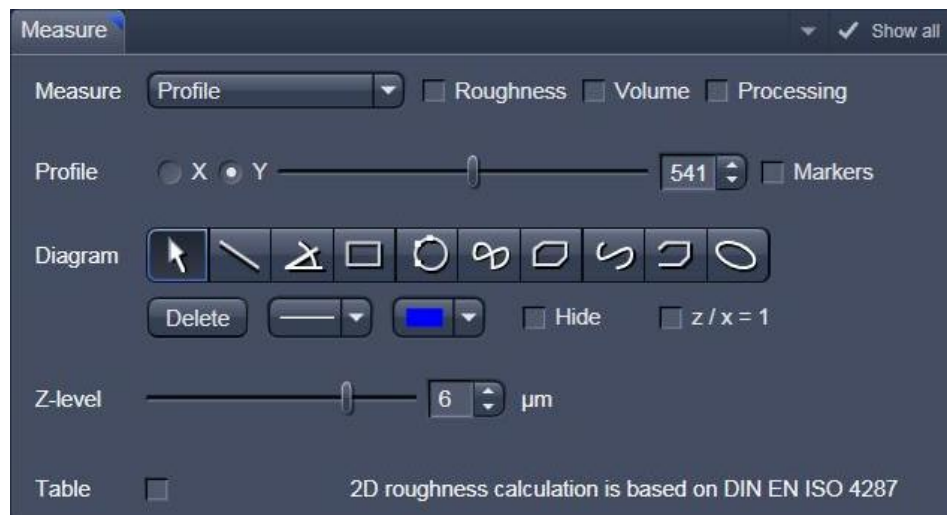 Measure Show all
Measure Profile Roughness Volume Processing
Profile X Y 541 Markers
Diagram
Delete Hide z / x = 1
Z-level 6 µm
Table 2D roughness calculation is based on DIN EN ISO 4287